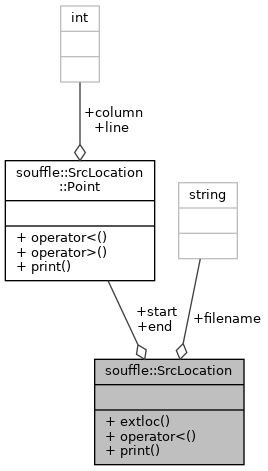 int
+column
+line
souffle::SrcLocation
::Point
+ operator<()
+ operator>()
+ print()
string
+start
+end
+filename
souffle::SrcLocation
+ extloc()
+ operator<()
+ print()